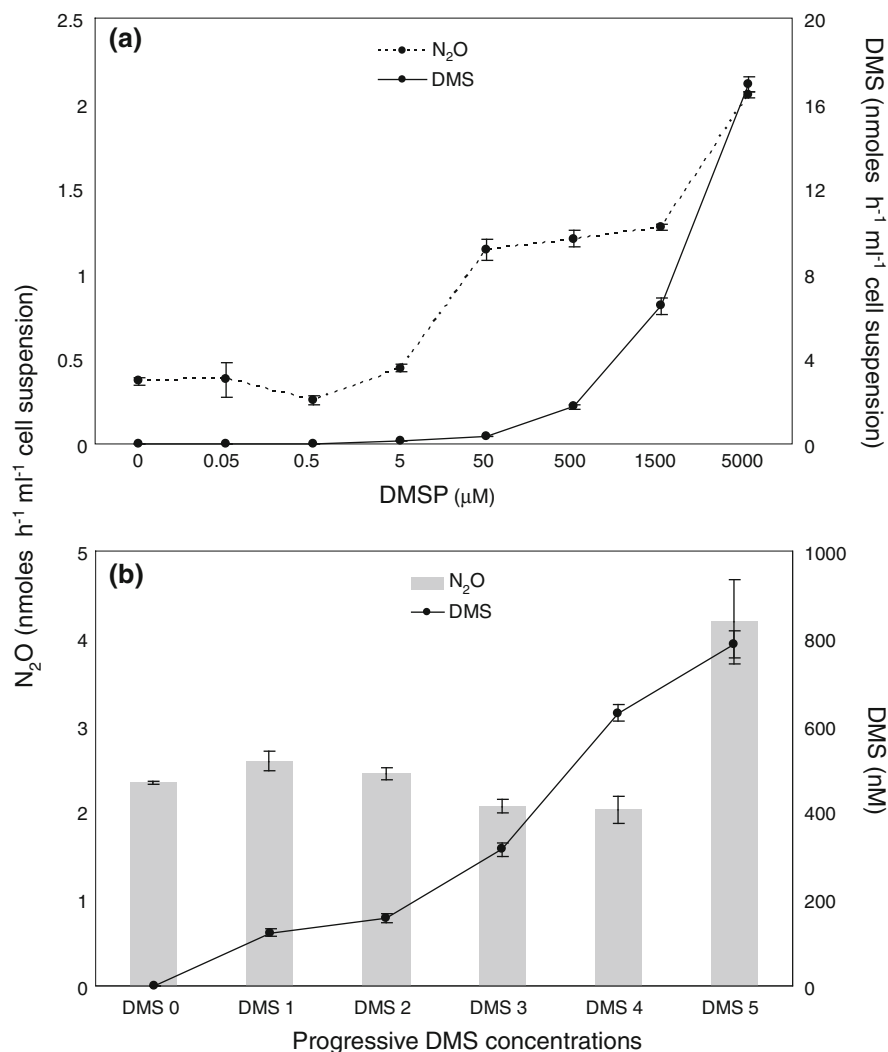 (a)
N₂O
DMS
2.5
2
1.5
1
0.5
0
20
16
12
8
4
0
0 0.05 0.5 5 50 500 1500 5000
DMSP (μM)
DMS (nmoles h⁻¹ ml⁻¹ cell suspension)
N₂O (nmoles h⁻¹ ml⁻¹ cell suspension)
(b)
N₂O
DMS
5
4
3
2
1
0
1000
800
600
400
200
0
DMS 0 DMS 1 DMS 2 DMS 3 DMS 4 DMS 5
Progressive DMS concentrations
DMS (nM)